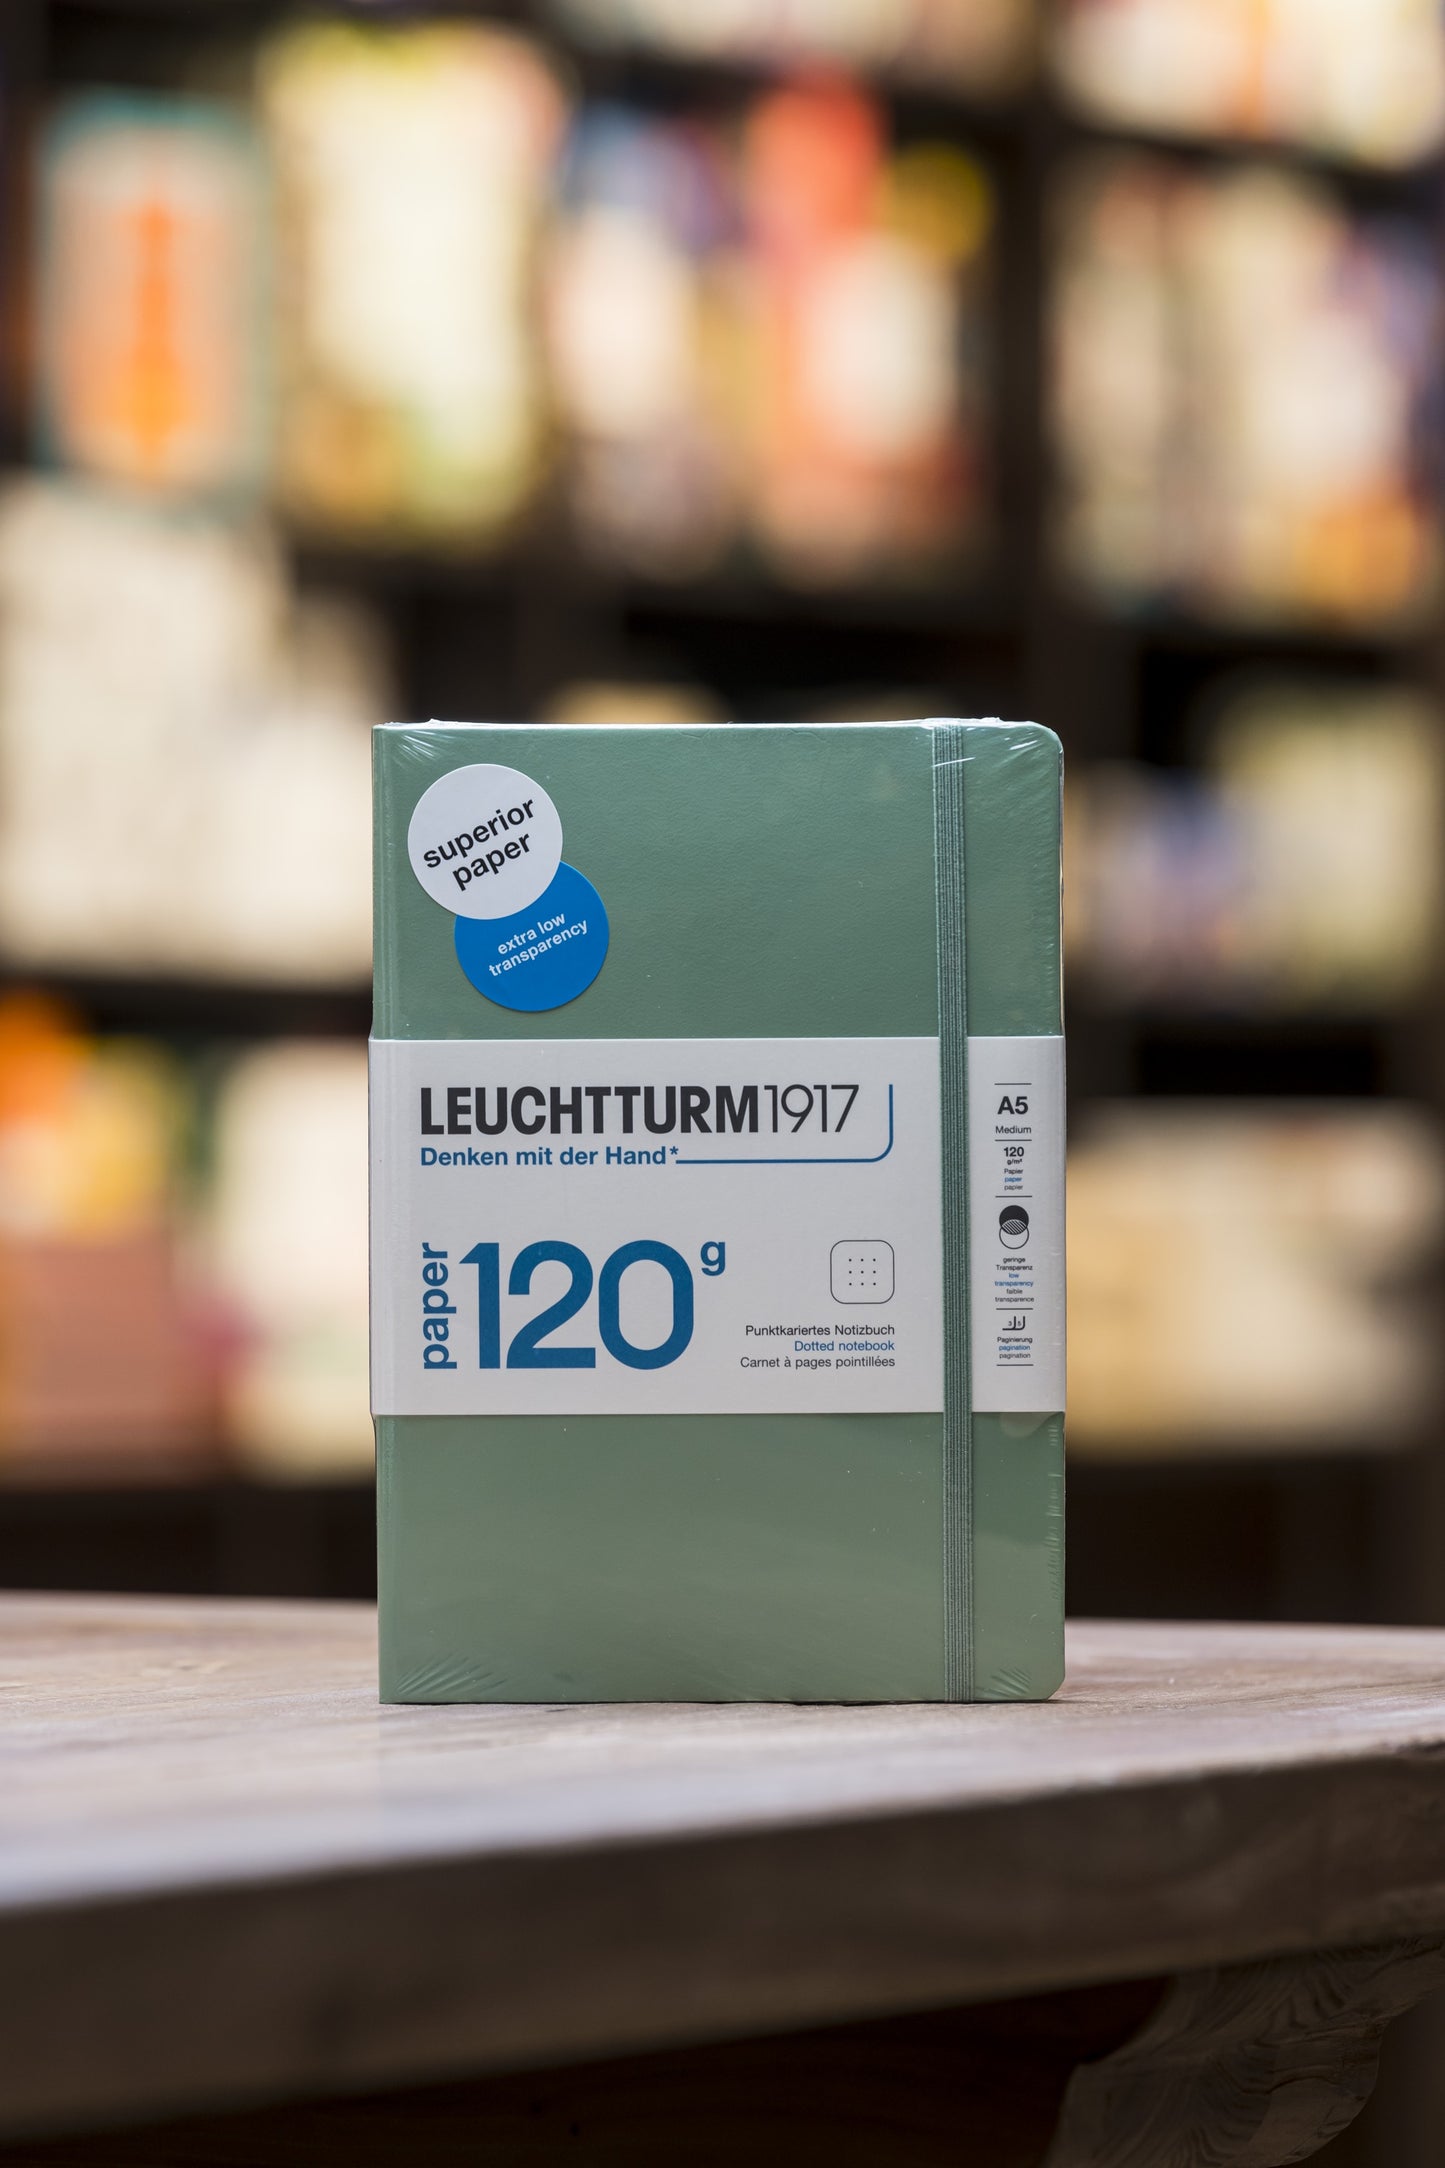 superior
paper
extra low
transparency
LEUCHTTURM1917
Denken mit der Hand*
paper 120g
Punktkariertes Notizbuch
Dotted notebook
Carnet à pages pointillées
A5
Medium
120
g/m²
Papier
paper
papier
geringe
Transparenz
low
transparency
faible
transparence
Paginierung
pagination
pagination